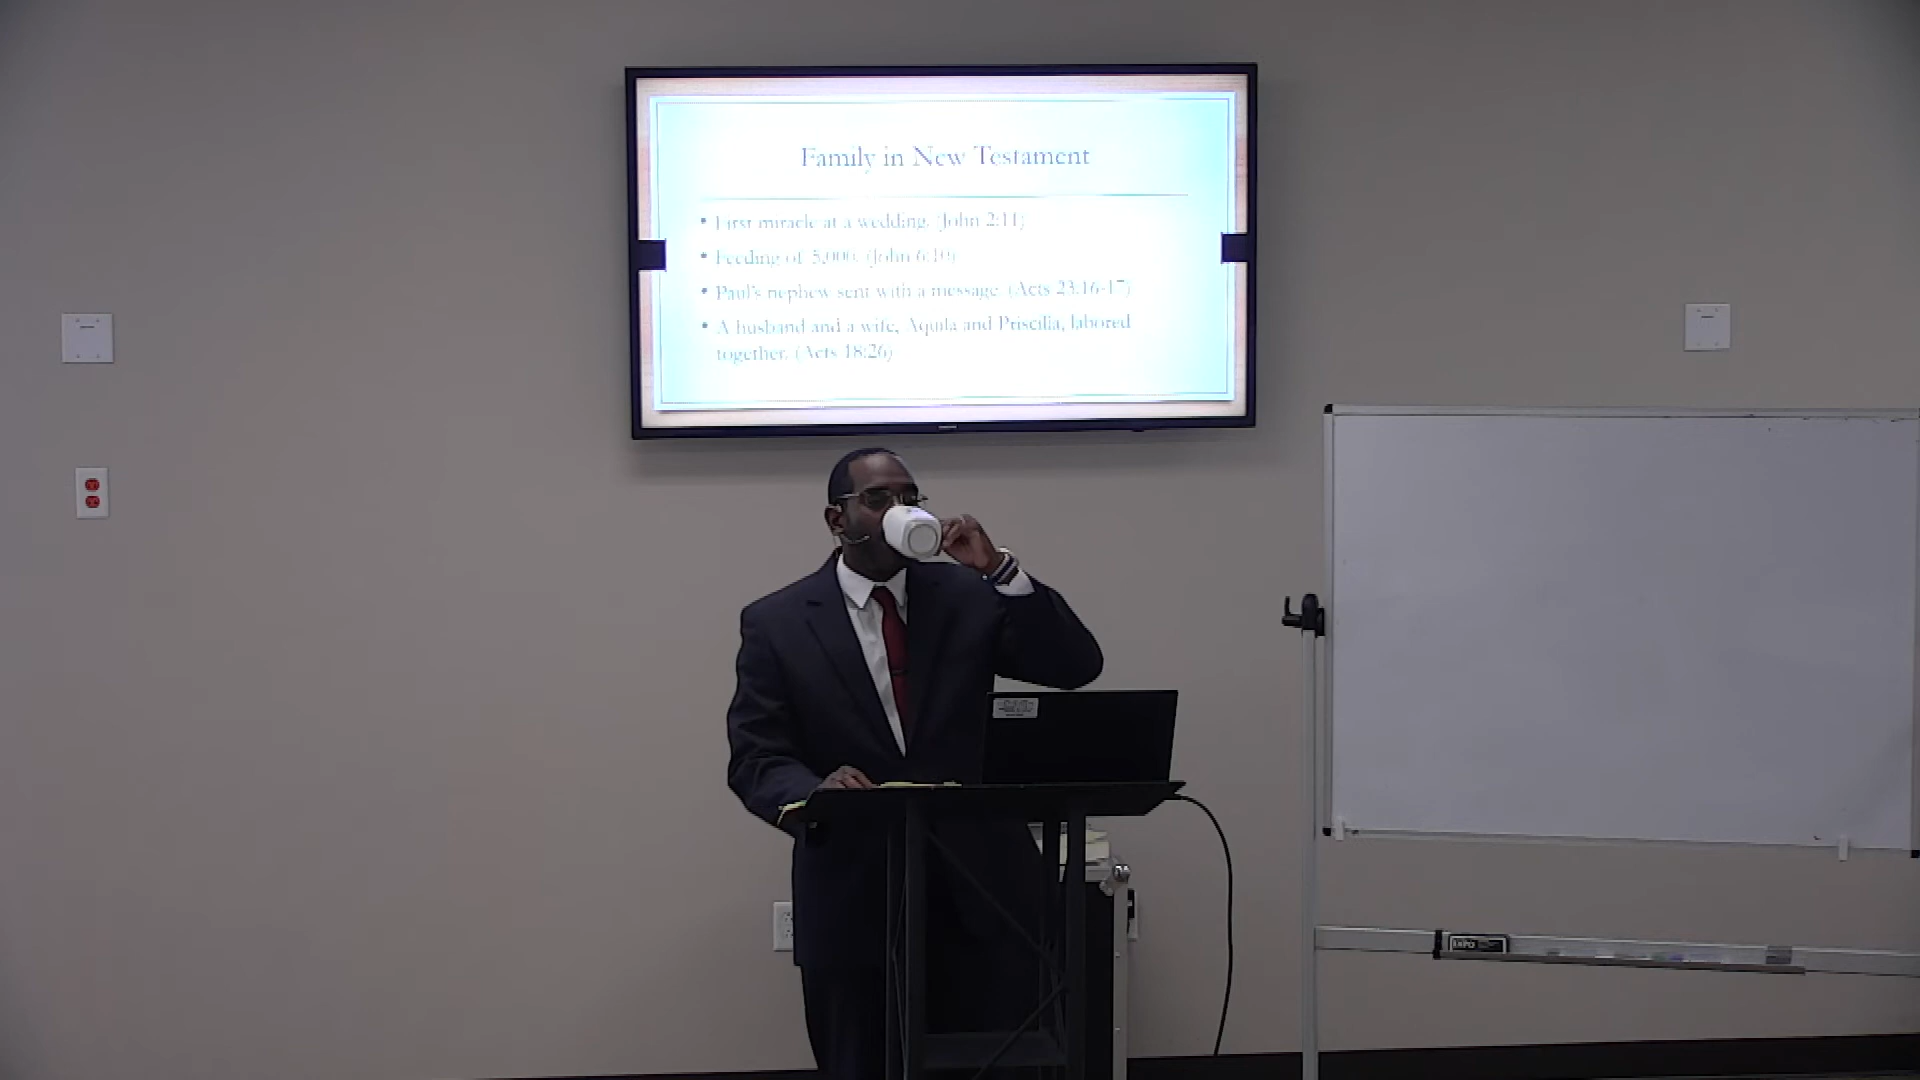 Family in New Testament
• First miracle at a wedding. (John 2:11)
• Feeding of 5,000. (John 6:10)
• Paul's nephew sent with a message. (Acts 23:16-17)
• A husband and a wife, Aquila and Priscilla, labored
together. (Acts 18:26)
EXPO